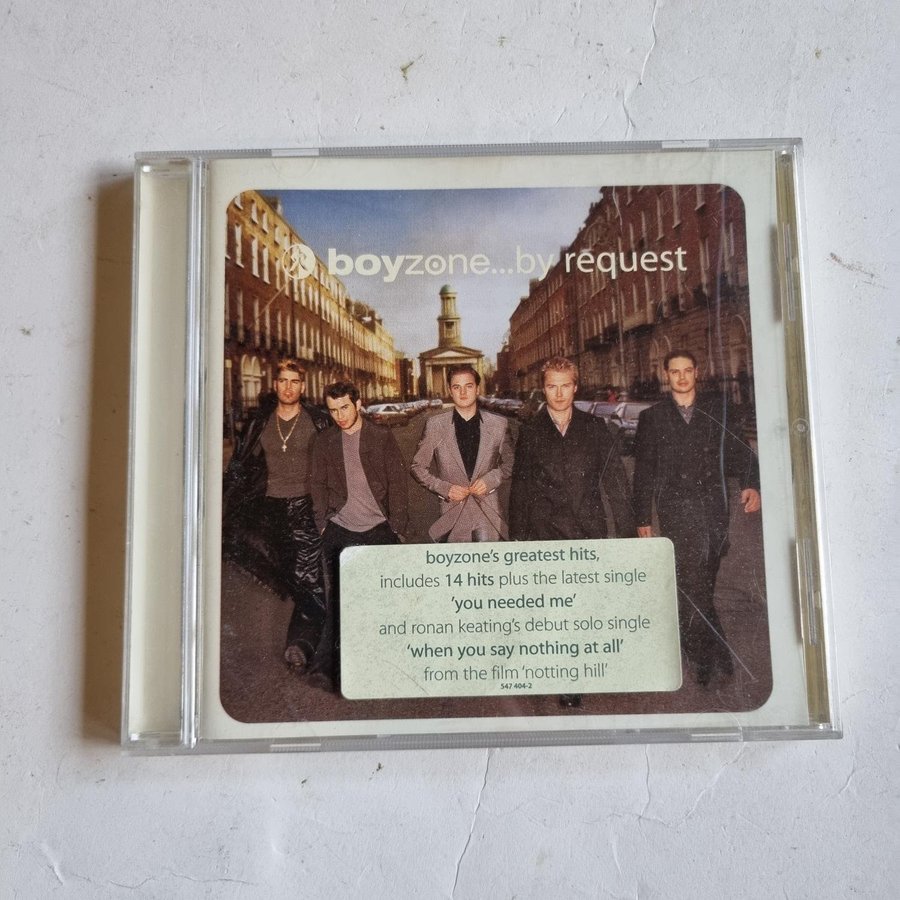 boyzone...by request
boyzone's greatest hits,
includes 14 hits plus the latest single
'you needed me'
and ronan keating's debut solo single
'when you say nothing at all'
from the film 'notting hill'
547 404-2